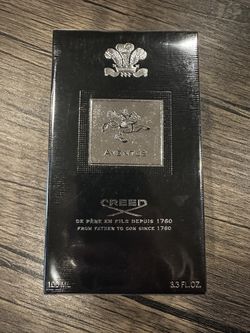 AVENTUS
CREED
DE PÈRE EN FILS DEPUIS 1760
FROM FATHER TO SON SINCE 1760
100 ML
3.3 FL.OZ.